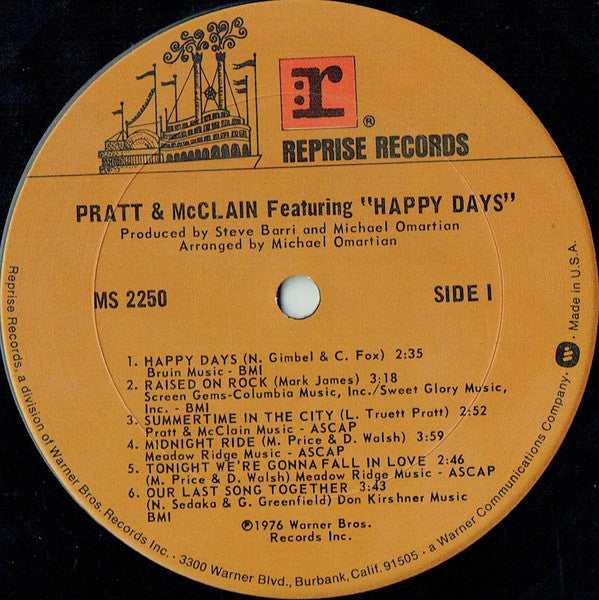 :r
®
REPRISE RECORDS
PRATT & McCLAIN Featuring "HAPPY DAYS"
Produced by Steve Barri and Michael Omartian
Arranged by Michael Omartian
MS 2250
SIDE I
1. HAPPY DAYS (N. Gimbel & C. Fox) 2:35
Bruin Music - BMI
2. RAISED ON ROCK (Mark James) 3:18
Screen Gems-Columbia Music, Inc./Sweet Glory Music,
Inc. - BMI
3. SUMMERTIME IN THE CITY (L. Truett Pratt) 2:52
Pratt & McClain Music - ASCAP
4. MIDNIGHT RIDE (M. Price & D. Walsh) 3:59
Meadow Ridge Music - ASCAP
5. TONIGHT WE'RE GONNA FALL IN LOVE 2:46
(M. Price & D. Walsh) Meadow Ridge Music - ASCAP
6. OUR LAST SONG TOGETHER 3:43
(N. Sedaka & G. Greenfield) Don Kirshner Music
BMI
℗1976 Warner Bros.
Records Inc.
Reprise Records, a division of Warner Bros. Records Inc. · 3300 Warner Blvd., Burbank, Calif. 91505 · a Warner Communications Company. W · Made in U.S.A.